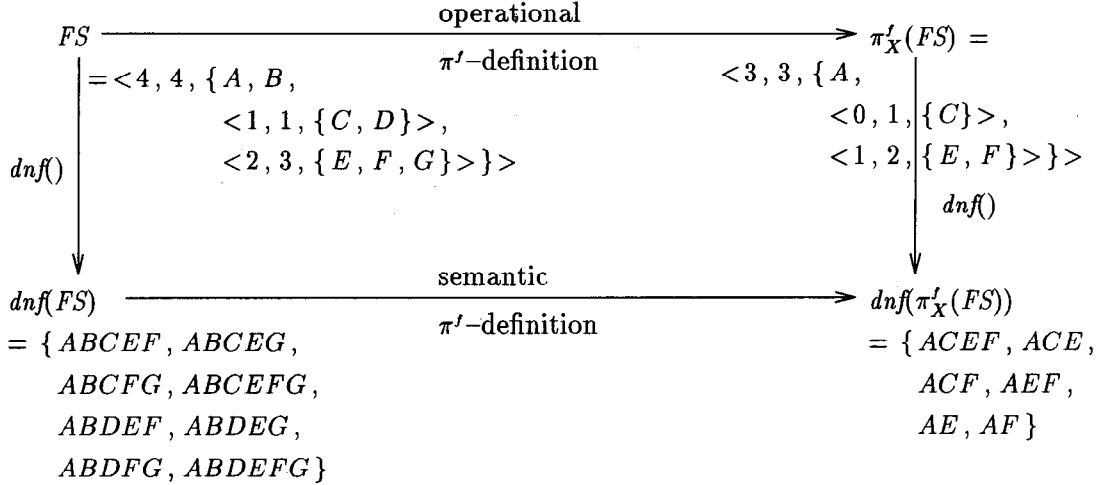 operational
FS
π^f_X(FS) =
π^f–definition
= <4, 4, {A, B,
<3, 3, {A,
<1, 1, {C, D}>,
<0, 1, {C}>,
<2, 3, {E, F, G}>}>
<1, 2, {E, F}>}>
dnf()
dnf()
semantic
dnf(FS)
dnf(π^f_X(FS))
π^f–definition
= {ABCEF, ABCEG,
= {ACEF, ACE,
ABCFG, ABCEFG,
ACF, AEF,
ABDEF, ABDEG,
AE, AF}
ABDFG, ABDEFG}